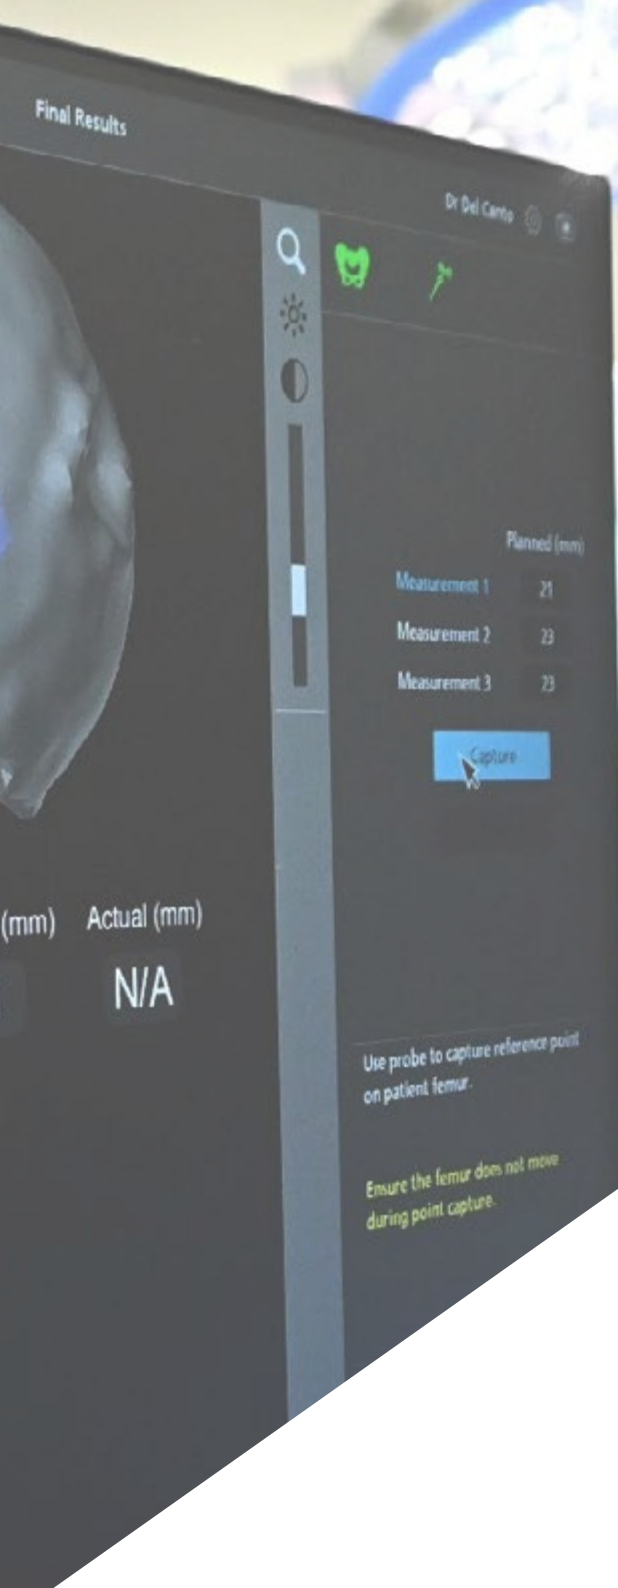 Final Results
Dr Del Canto
Planned (mm)
Measurement 1 21
Measurement 2 23
Measurement 3 23
Capture
(mm) Actual (mm)
N/A
Use probe to capture reference point
on patient femur.
Ensure the femur does not move
during point capture.